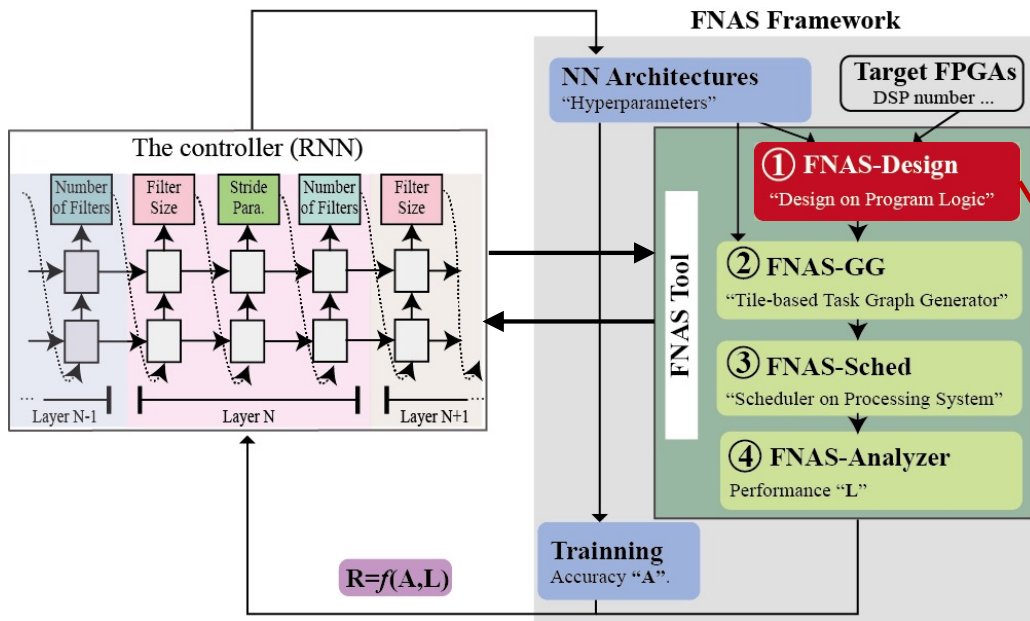 FNAS Framework
NN Architectures
“Hyperparameters”
Target FPGAs
DSP number ...
The controller (RNN)
Number
of Filters
Filter
Size
Stride
Para.
Number
of Filters
Filter
Size
...
Layer N-1
Layer N
Layer N+1
...
FNAS Tool
① FNAS-Design
“Design on Program Logic”
② FNAS-GG
“Tile-based Task Graph Generator”
③ FNAS-Sched
“Scheduler on Processing System”
④ FNAS-Analyzer
Performance “L”
Trainning
Accuracy “A”.
R=f(A,L)